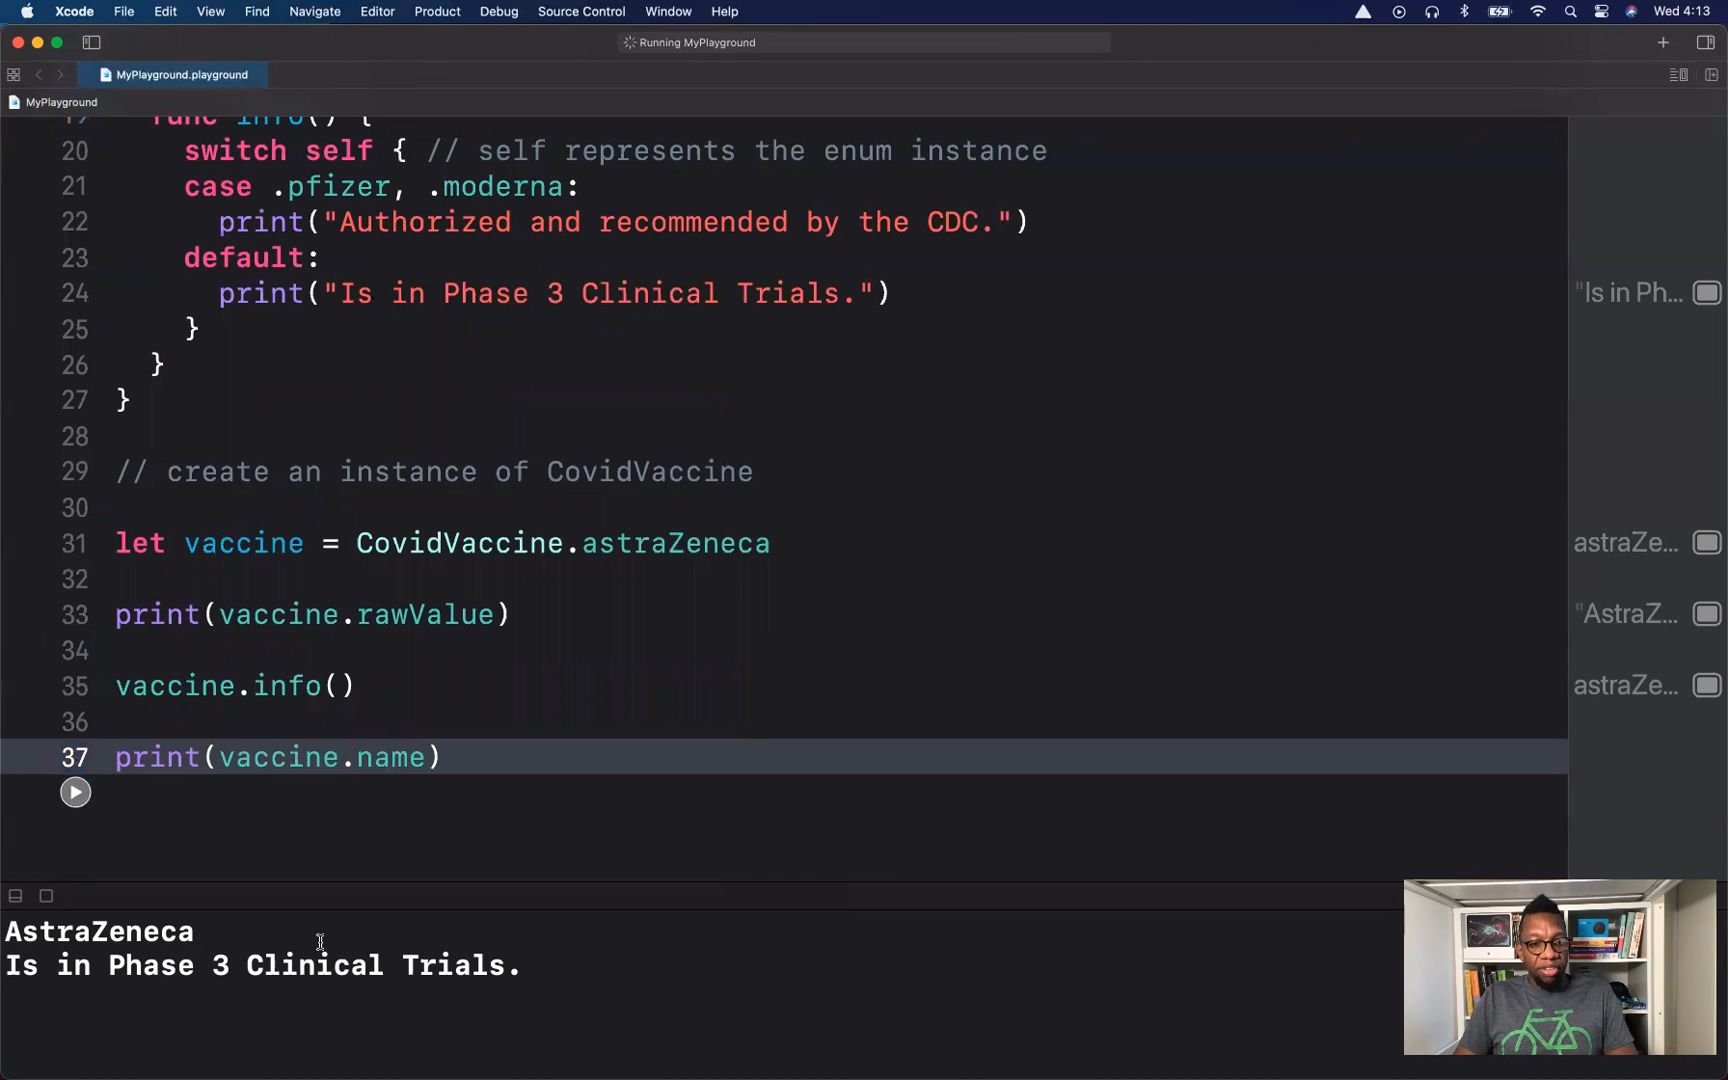 Xcode File Edit View Find Navigate Editor Product Debug Source Control Window Help Wed 4:13
Running MyPlayground
MyPlayground.playground
MyPlayground
19 func info() {
20 switch self { // self represents the enum instance
21 case .pfizer, .moderna:
22 print("Authorized and recommended by the CDC.")
23 default:
24 print("Is in Phase 3 Clinical Trials.") "Is in Ph...
25 }
26 }
27 }
28
29 // create an instance of CovidVaccine
30
31 let vaccine = CovidVaccine.astraZeneca astraZe...
32
33 print(vaccine.rawValue) "AstraZ...
34
35 vaccine.info() astraZe...
36
37 print(vaccine.name)
AstraZeneca
Is in Phase 3 Clinical Trials.